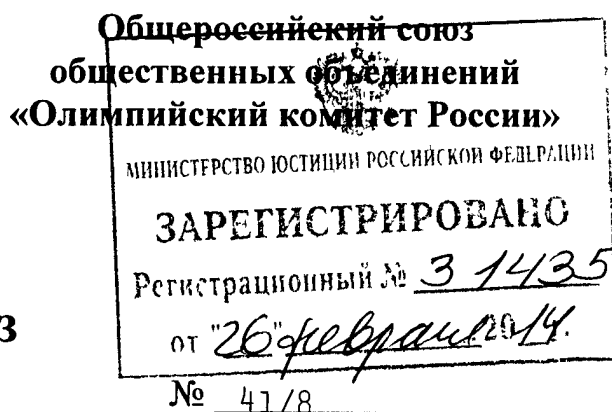 Общероссийский союз
общественных объединений
«Олимпийский комитет России»
МИНИСТЕРСТВО ЮСТИЦИИ РОССИЙСКОЙ ФЕДЕРАЦИИ
ЗАРЕГИСТРИРОВАНО
Регистрационный № 31435
от "26" февраля 2014.
З
№ 41/8